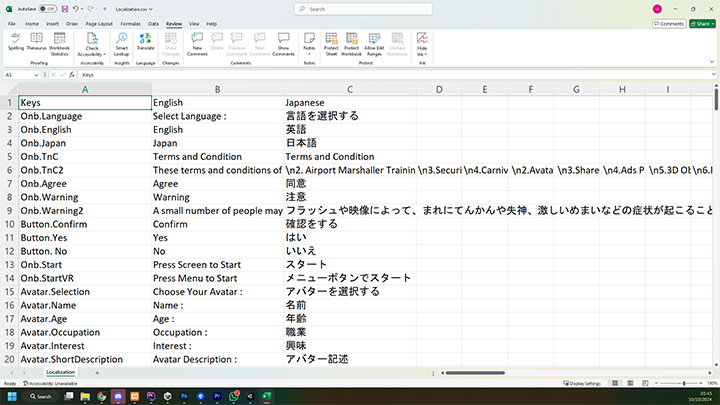 AutoSave Off Localization.csv Search
File Home Insert Draw Page Layout Formulas Data Review View Help Comments Share
Spelling Thesaurus Workbook Statistics Check Accessibility Smart Lookup Translate Show Changes New Comment Delete Previous Comment Next Comment Show Comments Notes Protect Sheet Protect Workbook Allow Edit Ranges Unshare Workbook Hide Ink
Proofing Accessibility Insights Language Changes Comments Notes Protect Ink
A1 fx Keys
A B C D E F G H I
1 Keys English Japanese
2 Onb.Language Select Language : 言語を選択する
3 Onb.English English 英語
4 Onb.Japan Japan 日本語
5 Onb.TnC Terms and Condition Terms and Condition
6 Onb.TnC2 These terms and conditions of \n2. Airport Marshaller Trainin \n3.Securi \n4.Carniv \n2.Avata \n3.Share \n4.Ads P \n5.3D Ob \n6.
7 Onb.Agree Agree 同意
8 Onb.Warning Warning 注意
9 Onb.Warning2 A small number of people may フラッシュや映像によって、まれにてんかんや失神、激しいめまいなどの症状が起こること
10 Button.Confirm Confirm 確認をする
11 Button.Yes Yes はい
12 Button. No No いいえ
13 Onb.Start Press Screen to Start スタート
14 Onb.StartVR Press Menu to Start メニューボタンでスタート
15 Avatar.Selection Choose Your Avatar : アバターを選択する
16 Avatar.Name Name : 名前
17 Avatar.Age Age : 年齢
18 Avatar.Occupation Occupation : 職業
19 Avatar.Interest Interest : 興味
20 Avatar.ShortDescription Avatar Description : アバター記述
Localization
Ready Accessibility: Unavailable Display Settings 190%
Search 01:45
10/10/2024